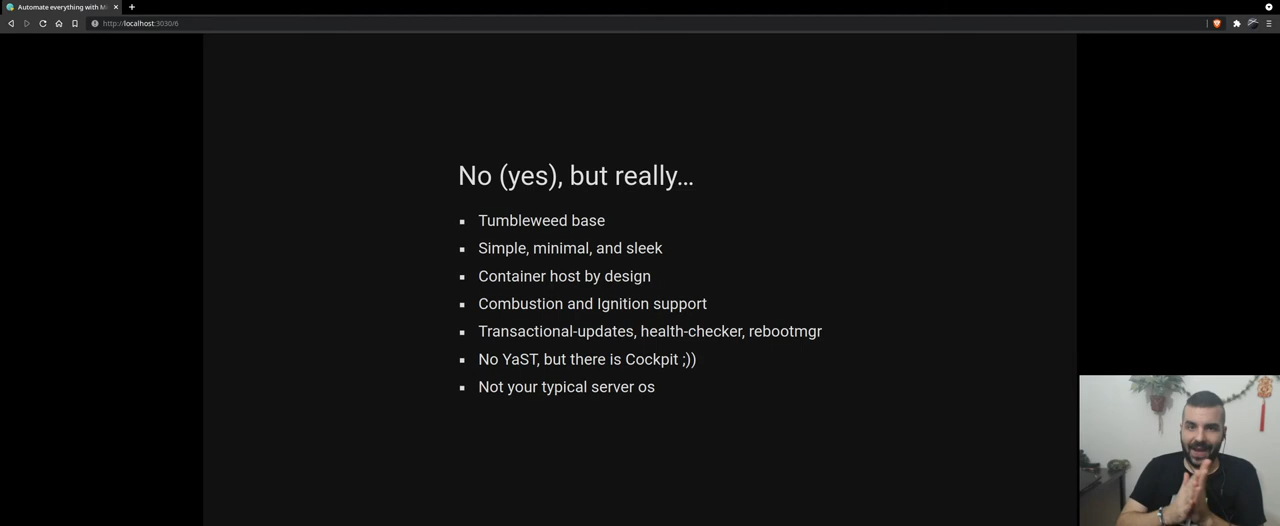 Automate everything with Mi
http://localhost:3030/6
No (yes), but really…
Tumbleweed base
Simple, minimal, and sleek
Container host by design
Combustion and Ignition support
Transactional-updates, health-checker, rebootmgr
No YaST, but there is Cockpit ;))
Not your typical server os